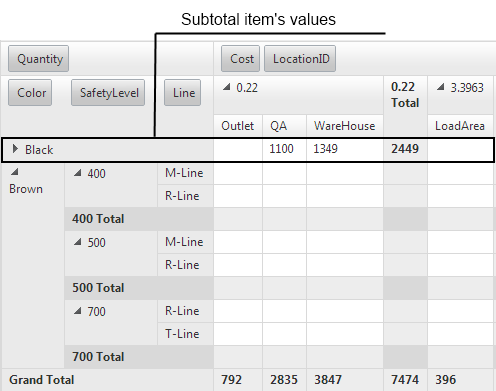 Subtotal item's values
Quantity Cost LocationID
Color SafetyLevel Line 0.22 0.22 Total 3.3963
Outlet QA WareHouse LoadArea
Black 1100 1349 2449
Brown 400 M-Line
R-Line
400 Total
500 M-Line
R-Line
500 Total
700 R-Line
T-Line
700 Total
Grand Total 792 2835 3847 7474 396